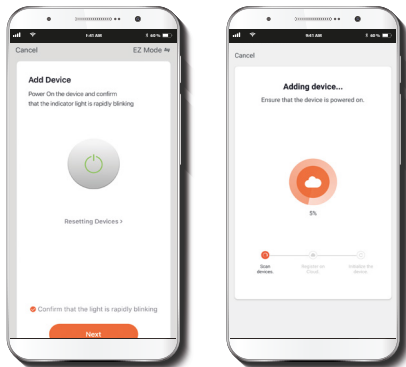 9:41 AM
60%
Cancel
EZ Mode
Add Device
Power On the device and confirm
that the indicator light is rapidly blinking
Resetting Devices >
Confirm that the light is rapidly blinking
Next
9:41 AM
60%
Cancel
Adding device...
Ensure that the device is powered on.
5%
Scan
devices.
Register on
Cloud.
Initialize the
device.